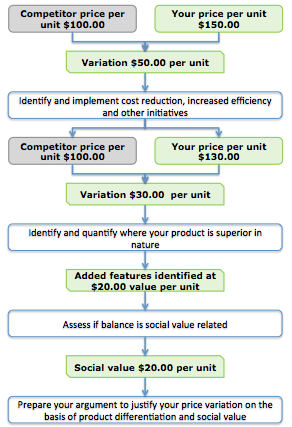 Competitor price per
unit $100.00
Your price per unit
$150.00
Variation $50.00 per unit
Identify and implement cost reduction, increased efficiency
and other initiatives
Competitor price per
unit $100.00
Your price per unit
$130.00
Variation $30.00 per unit
Identify and quantify where your product is superior in
nature
Added features identified at
$20.00 value per unit
Assess if balance is social value related
Social value $20.00 per unit
Prepare your argument to justify your price variation on the
basis of product differentiation and social value